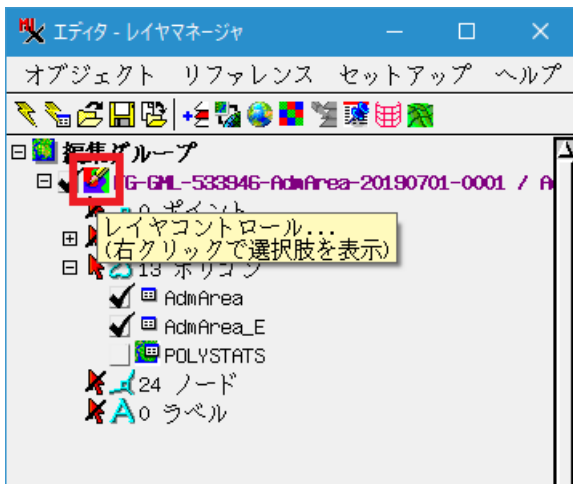 エディタ - レイヤマネージャ
オブジェクト リファレンス セットアップ ヘルプ
編集グループ
FG-GML-533946-AdmArea-20190701-0001 / A
0 ポイント
レイヤコントロール...
(右クリックで選択肢を表示)
13 ポリゴン
AdmArea
AdmArea_E
POLYSTATS
24 ノード
0 ラベル